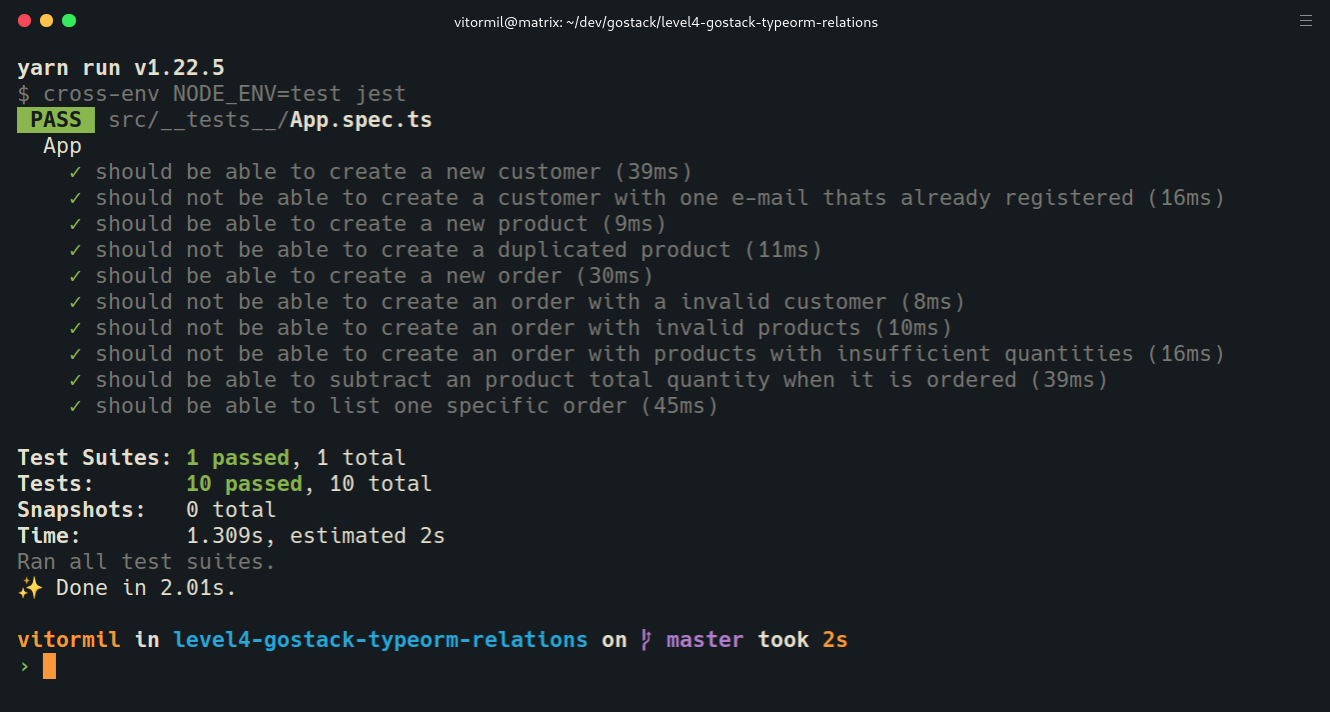 vitormil@matrix: ~/dev/gostack/level4-gostack-typeorm-relations
yarn run v1.22.5
$ cross-env NODE_ENV=test jest
PASS src/__tests__/App.spec.ts
App
✓ should be able to create a new customer (39ms)
✓ should not be able to create a customer with one e-mail thats already registered (16ms)
✓ should be able to create a new product (9ms)
✓ should not be able to create a duplicated product (11ms)
✓ should be able to create a new order (30ms)
✓ should not be able to create an order with a invalid customer (8ms)
✓ should not be able to create an order with invalid products (10ms)
✓ should not be able to create an order with products with insufficient quantities (16ms)
✓ should be able to subtract an product total quantity when it is ordered (39ms)
✓ should be able to list one specific order (45ms)
Test Suites: 1 passed, 1 total
Tests: 10 passed, 10 total
Snapshots: 0 total
Time: 1.309s, estimated 2s
Ran all test suites.
✨ Done in 2.01s.
vitormil in level4-gostack-typeorm-relations on master took 2s
›